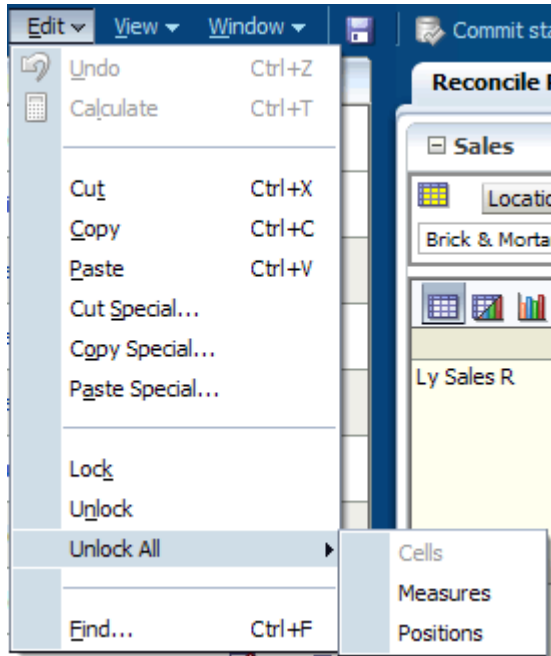 Edit View Window Commit sta
Undo Ctrl+Z
Calculate Ctrl+T
Cut Ctrl+X
Copy Ctrl+C
Paste Ctrl+V
Cut Special...
Copy Special...
Paste Special...
Lock
Unlock
Unlock All
Find... Ctrl+F
Cells
Measures
Positions
Reconcile
Sales
Locatio
Brick & Morta
Ly Sales R